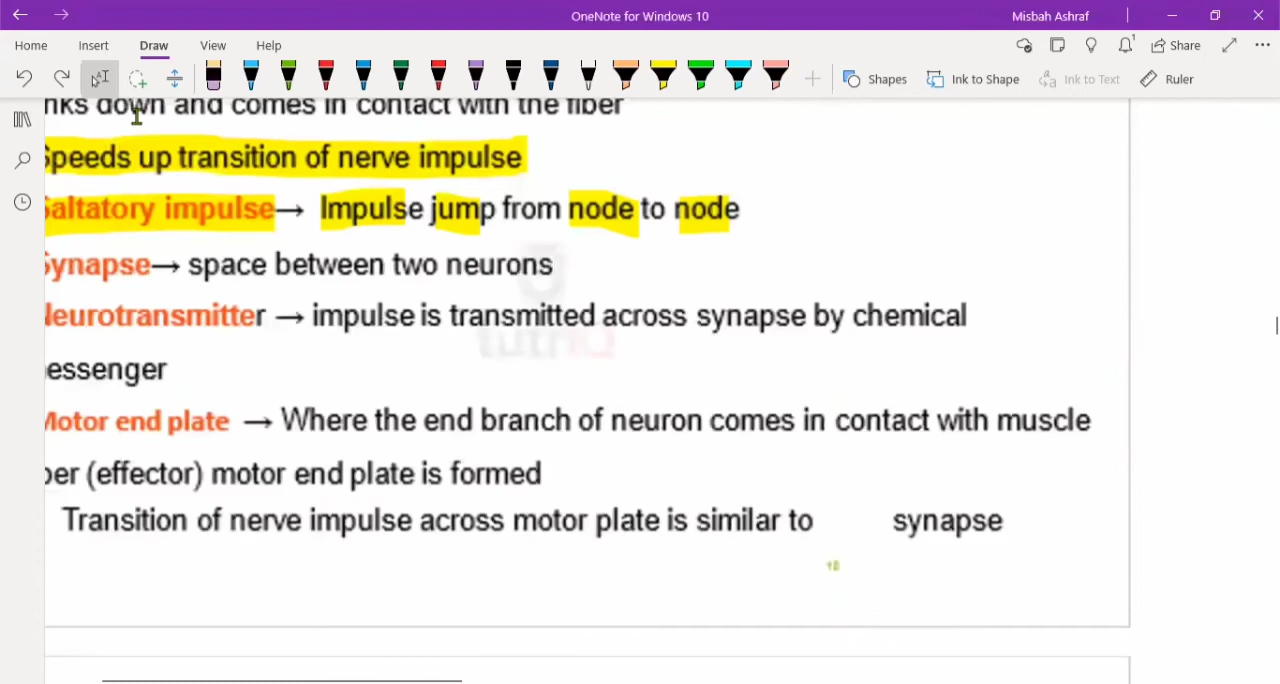 OneNote for Windows 10
Misbah Ashraf
Home Insert Draw View Help
Share
Shapes Ink to Shape Ink to Text Ruler
nks down and comes in contact with the fiber
Speeds up transition of nerve impulse
Saltatory impulse→ Impulse jump from node to node
Synapse→ space between two neurons
Neurotransmitter → impulse is transmitted across synapse by chemical
essenger
Motor end plate → Where the end branch of neuron comes in contact with muscle
ber (effector) motor end plate is formed
Transition of nerve impulse across motor plate is similar to synapse